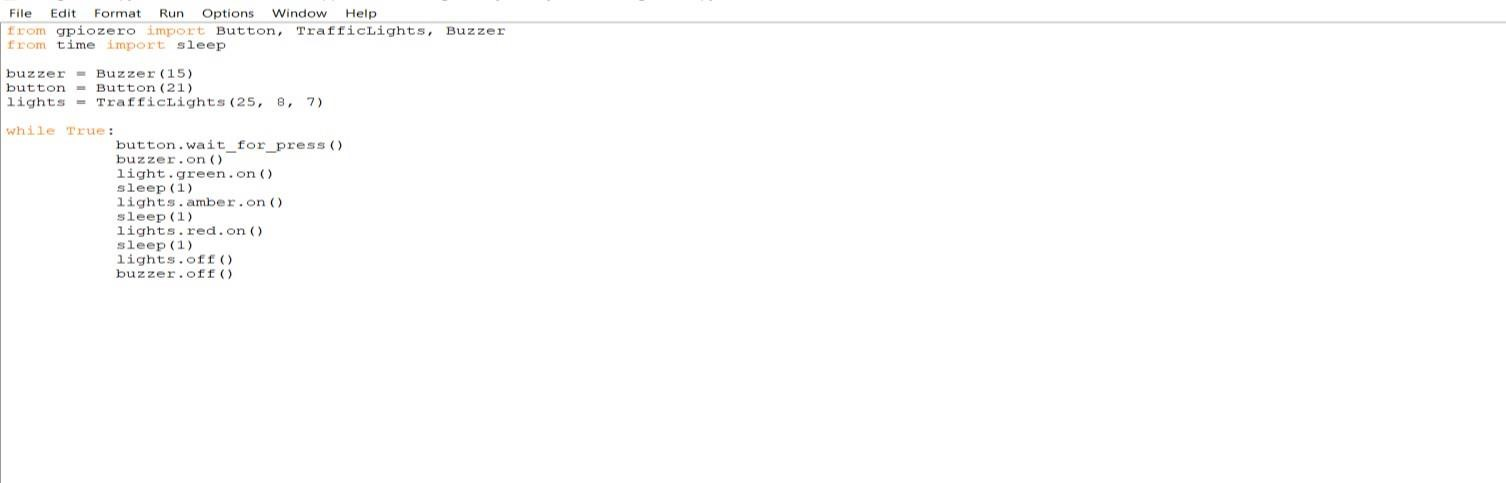 File Edit Format Run Options Window Help
from gpiozero import Button, TrafficLights, Buzzer
from time import sleep
buzzer = Buzzer(15)
button = Button(21)
lights = TrafficLights(25, 8, 7)
while True:
button.wait_for_press()
buzzer.on()
light.green.on()
sleep(1)
lights.amber.on()
sleep(1)
lights.red.on()
sleep(1)
lights.off()
buzzer.off()